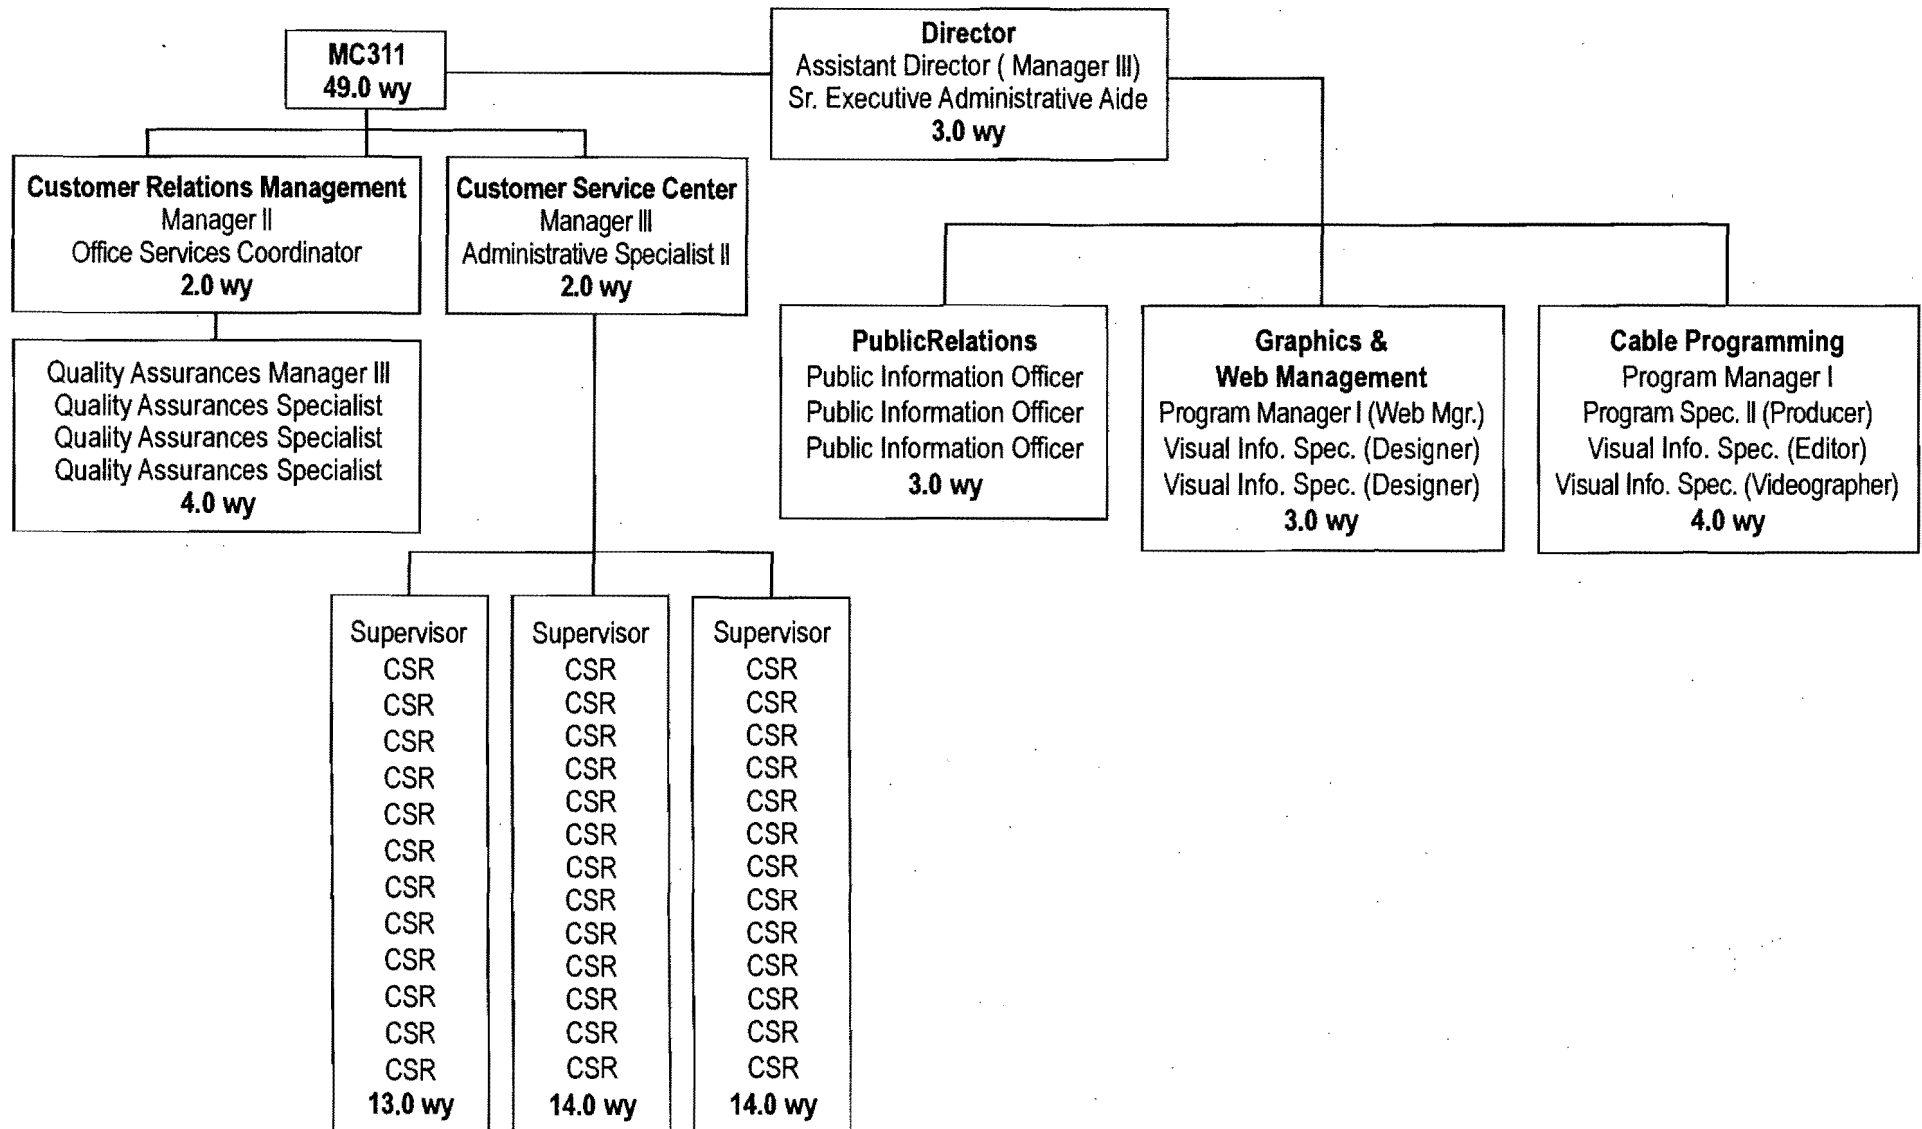 MC311
49.0 wy
Director
Assistant Director ( Manager III)
Sr. Executive Administrative Aide
3.0 wy
Customer Relations Management
Manager II
Office Services Coordinator
2.0 wy
Customer Service Center
Manager III
Administrative Specialist II
2.0 wy
Quality Assurances Manager III
Quality Assurances Specialist
Quality Assurances Specialist
Quality Assurances Specialist
4.0 wy
PublicRelations
Public Information Officer
Public Information Officer
Public Information Officer
3.0 wy
Graphics &
Web Management
Program Manager I (Web Mgr.)
Visual Info. Spec. (Designer)
Visual Info. Spec. (Designer)
3.0 wy
Cable Programming
Program Manager I
Program Spec. II (Producer)
Visual Info. Spec. (Editor)
Visual Info. Spec. (Videographer)
4.0 wy
Supervisor
CSR
CSR
CSR
CSR
CSR
CSR
CSR
CSR
CSR
CSR
CSR
CSR
13.0 wy
Supervisor
CSR
CSR
CSR
CSR
CSR
CSR
CSR
CSR
CSR
CSR
CSR
CSR
CSR
14.0 wy
Supervisor
CSR
CSR
CSR
CSR
CSR
CSR
CSR
CSR
CSR
CSR
CSR
CSR
CSR
14.0 wy